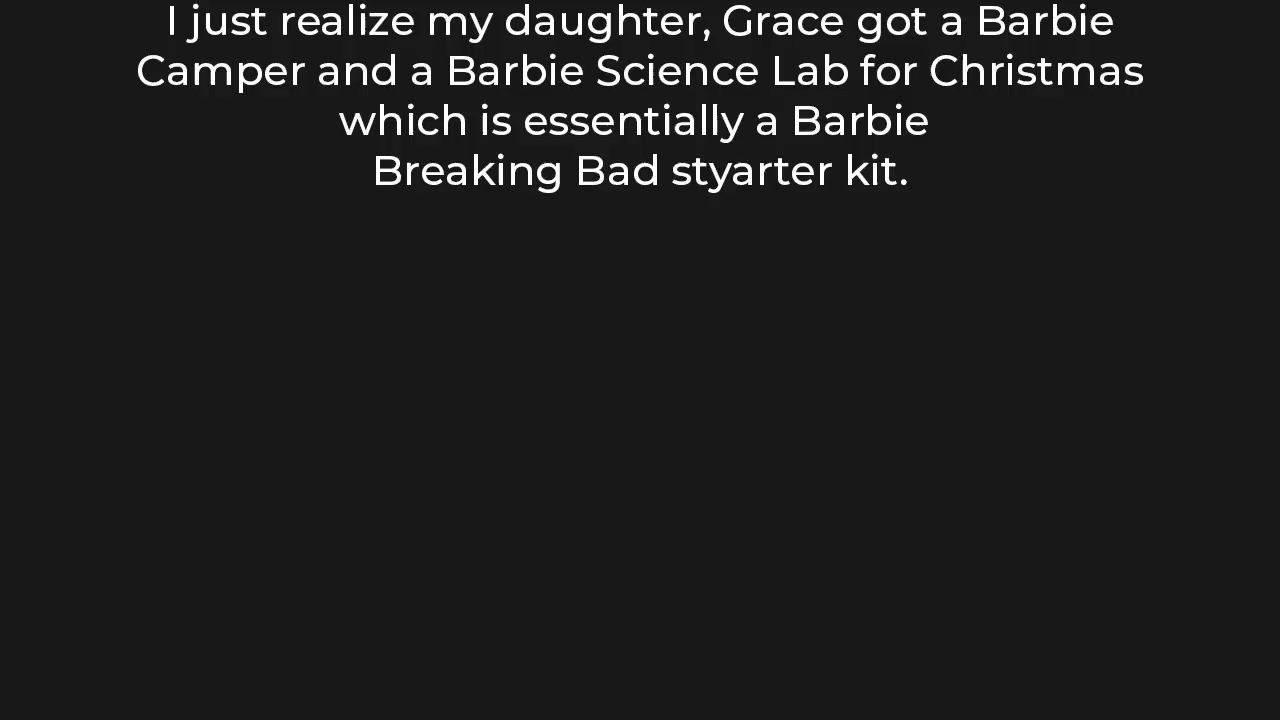 I just realize my daughter, Grace got a Barbie
Camper and a Barbie Science Lab for Christmas
which is essentially a Barbie
Breaking Bad styarter kit.